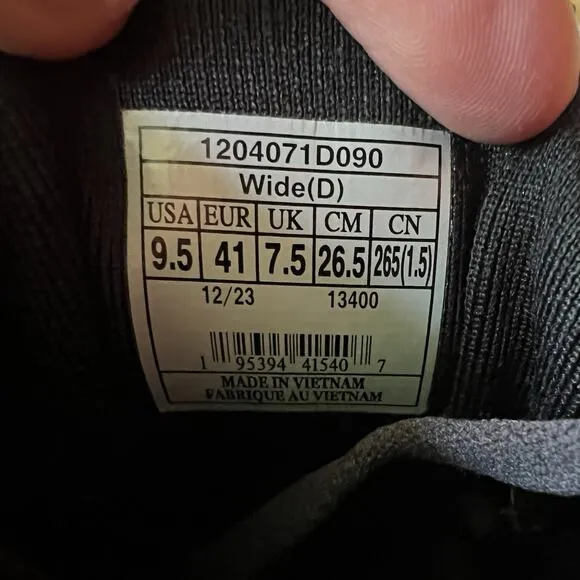 1204071D090
Wide(D)
USA EUR UK CM CN
9.5 41 7.5 26.5 265(1.5)
12/23 13400
1 95394 41540 7
MADE IN VIETNAM
FABRIQUE AU VIETNAM